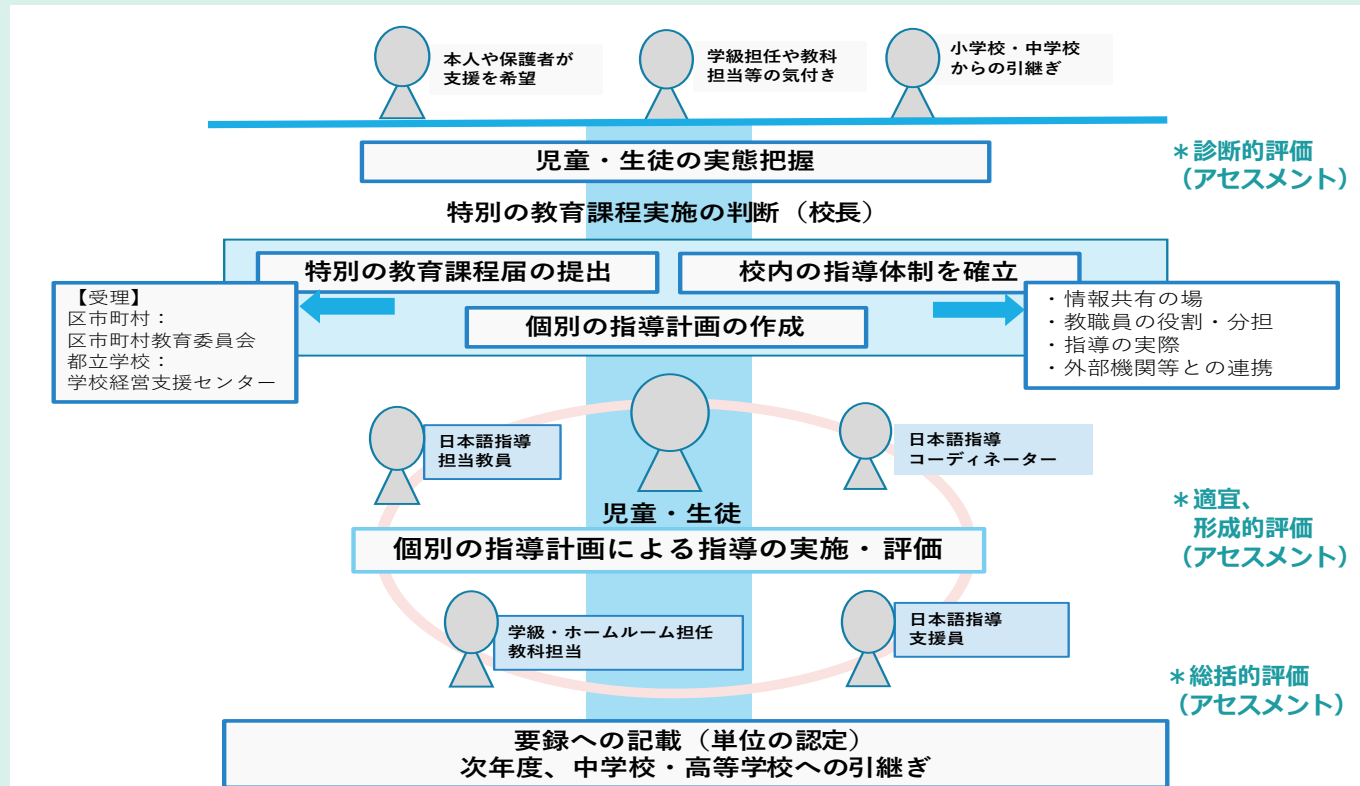 本人や保護者が
支援を希望
学級担任や教科
担当等の気付き
小学校・中学校
からの引継ぎ
児童・生徒の実態把握
＊診断的評価
（アセスメント）
特別の教育課程実施の判断（校長）
特別の教育課程届の提出
校内の指導体制を確立
個別の指導計画の作成
【受理】
区市町村：
区市町村教育委員会
都立学校：
学校経営支援センター
・情報共有の場
・教職員の役割・分担
・指導の実際
・外部機関等との連携
日本語指導
担当教員
日本語指導
コーディネーター
児童・生徒
個別の指導計画による指導の実施・評価
＊適宜、
形成的評価
（アセスメント）
学級・ホームルーム担任
教科担当
日本語指導
支援員
＊総括的評価
（アセスメント）
要録への記載（単位の認定）
次年度、中学校・高等学校への引継ぎ